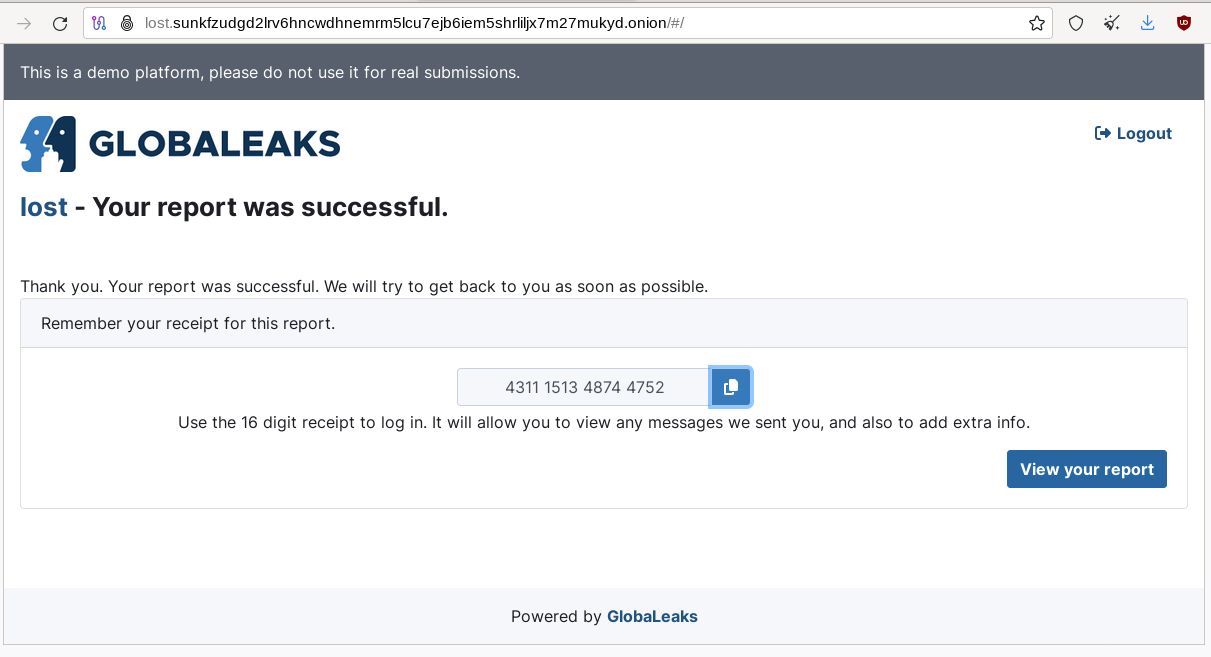 lost.sunkfzudgd2lrv6hncwdhnemrm5lcu7ejb6iem5shrliljx7m27mukyd.onion/#/
This is a demo platform, please do not use it for real submissions.
GLOBALEAKS
Logout
lost - Your report was successful.
Thank you. Your report was successful. We will try to get back to you as soon as possible.
Remember your receipt for this report.
4311 1513 4874 4752
Use the 16 digit receipt to log in. It will allow you to view any messages we sent you, and also to add extra info.
View your report
Powered by GlobaLeaks